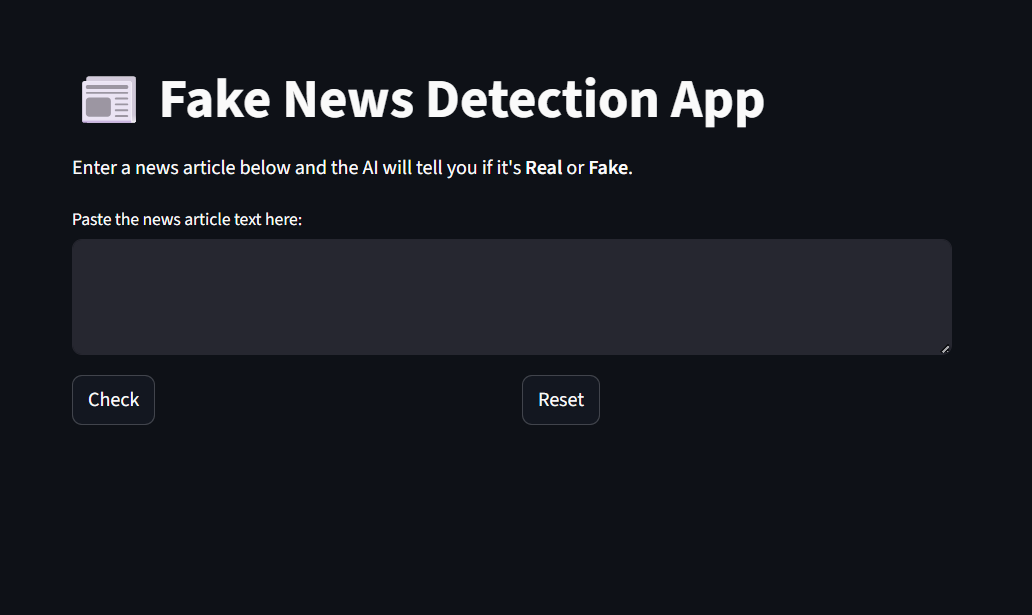 Fake News Detection App
Enter a news article below and the AI will tell you if it's Real or Fake.
Paste the news article text here:
Check
Reset